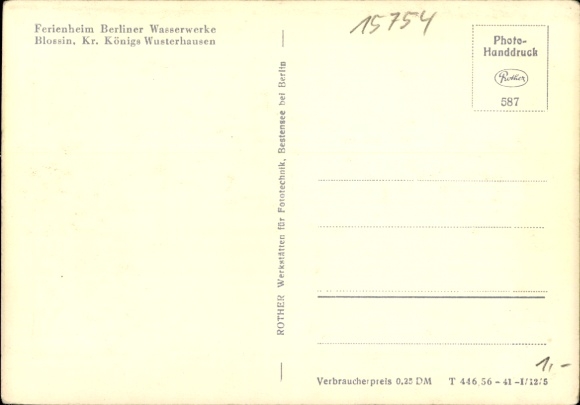 Ferienheim Berliner Wasserwerke
Blossin, Kr. Königs Wusterhausen
15754
Photo-
Handdruck
Rother
587
ROTHER Werkstätten für Fototechnik, Bestensee bei Berlin
1,-
Verbraucherpreis 0,25 DM T 446/56 - 41 - I/12/5